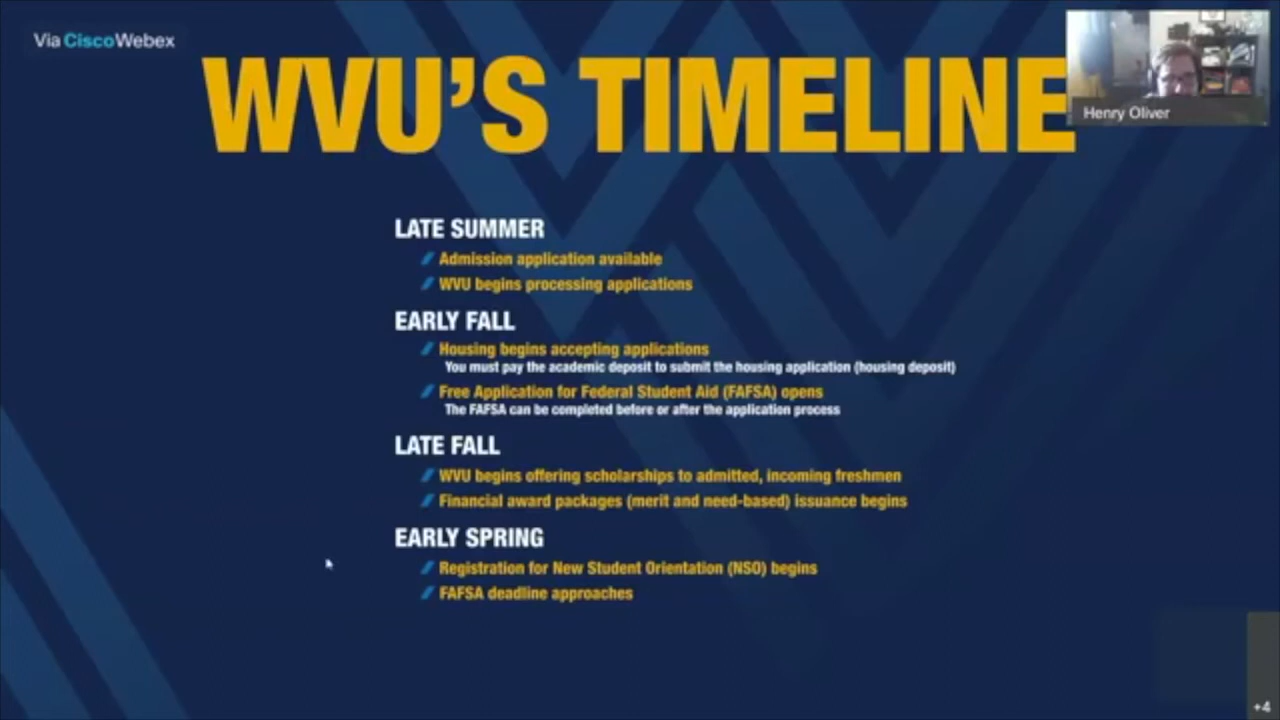 Via CiscoWebex
WVU'S TIMELINE
Henry Oliver
LATE SUMMER
Admission application available
WVU begins processing applications
EARLY FALL
Housing begins accepting applications
You must pay the academic deposit to submit the housing application (housing deposit)
Free Application for Federal Student Aid (FAFSA) opens
The FAFSA can be completed before or after the application process
LATE FALL
WVU begins offering scholarships to admitted, incoming freshmen
Financial award packages (merit and need-based) issuance begins
EARLY SPRING
Registration for New Student Orientation (NSO) begins
FAFSA deadline approaches
+4